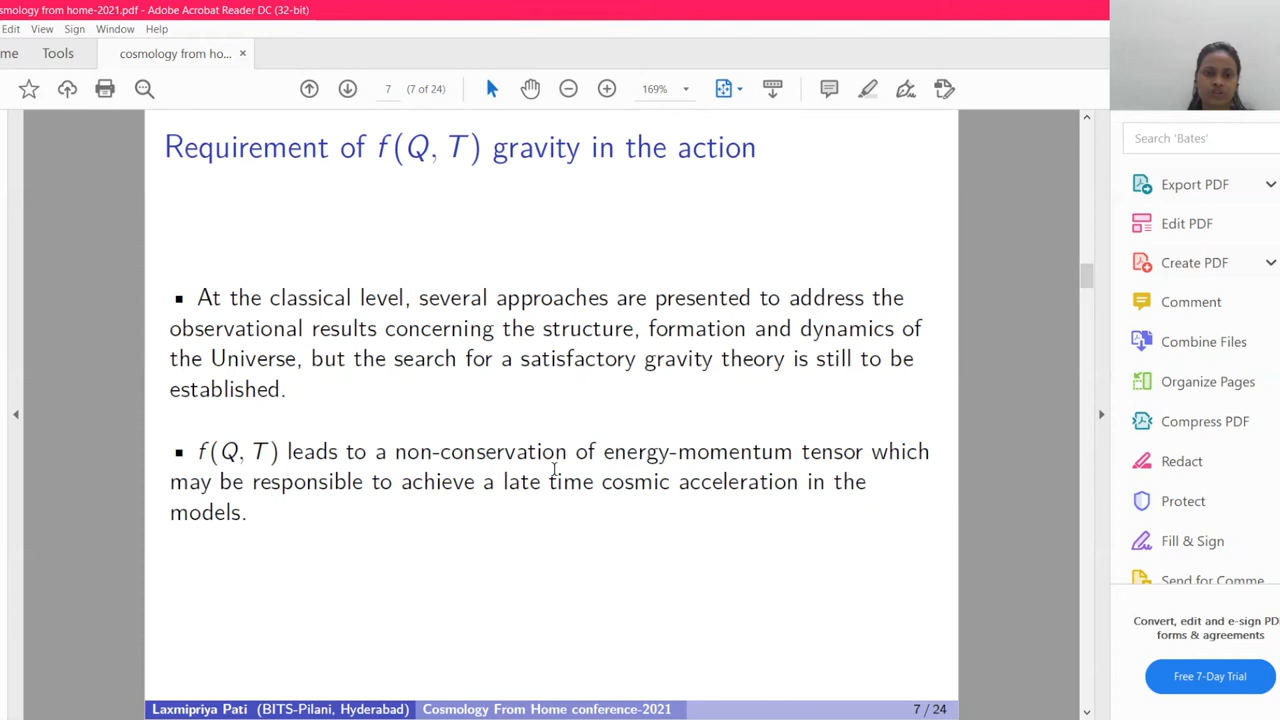 osmology from home-2021.pdf - Adobe Acrobat Reader DC (32-bit)
Edit View Sign Window Help
me Tools cosmology from ho... ×
7 (7 of 24) 169%
Search 'Bates'
Requirement of f(Q, T) gravity in the action
Export PDF
Edit PDF
Create PDF
Comment
Combine Files
Organize Pages
Compress PDF
Redact
Protect
Fill & Sign
Send for Comme
▪ At the classical level, several approaches are presented to address the
observational results concerning the structure, formation and dynamics of
the Universe, but the search for a satisfactory gravity theory is still to be
established.
▪ f(Q, T) leads to a non-conservation of energy-momentum tensor which
may be responsible to achieve a late time cosmic acceleration in the
models.
Convert, edit and e-sign PD
forms & agreements
Free 7-Day Trial
Laxmipriya Pati (BITS-Pilani, Hyderabad) Cosmology From Home conference-2021 7 / 24